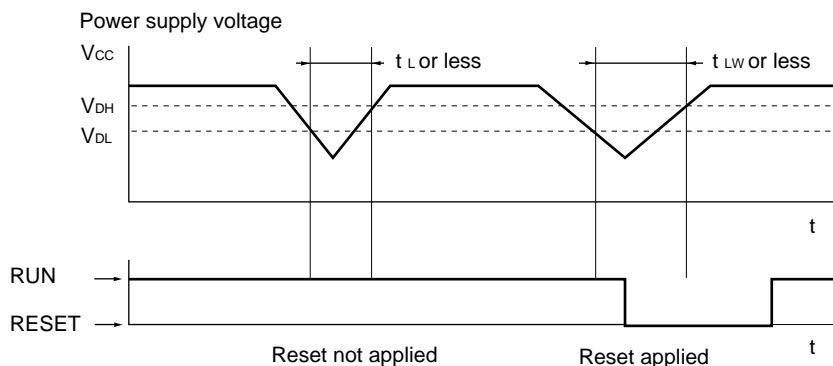 Power supply voltage
VCC
t L or less
t LW or less
VDH
VDL
t
RUN
RESET
t
Reset not applied
Reset applied